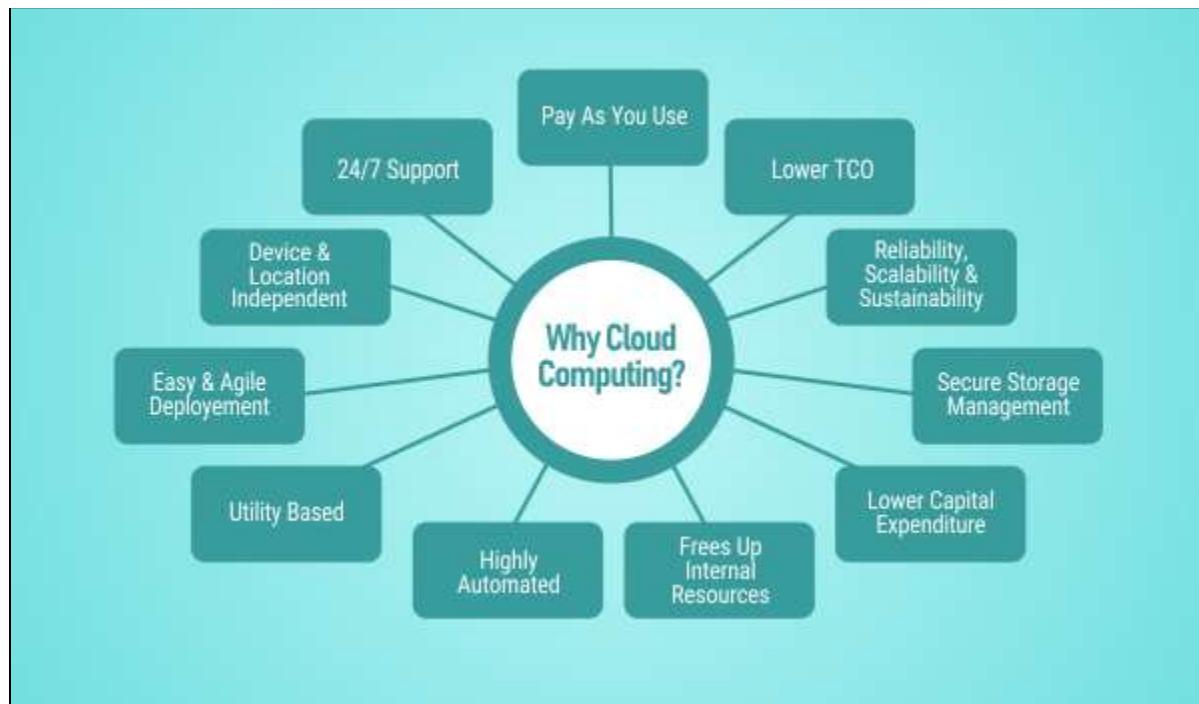 Pay As You Use
24/7 Support
Lower TCO
Device &
Location
Independent
Reliability,
Scalability &
Sustainability
Why Cloud
Computing?
Easy & Agile
Deployement
Secure Storage
Management
Utility Based
Lower Capital
Expenditure
Highly
Automated
Frees Up
Internal
Resources